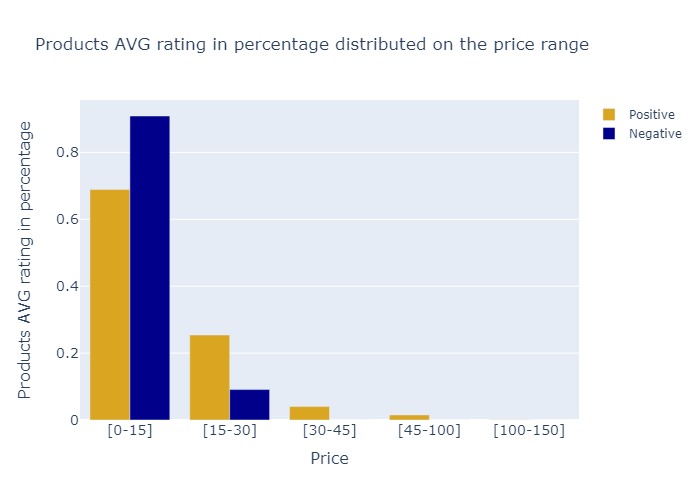 Products AVG rating in percentage distributed on the price range
Positive
Negative
Products AVG rating in percentage
0.8
0.6
0.4
0.2
0
[0-15]
[15-30]
[30-45]
[45-100]
[100-150]
Price